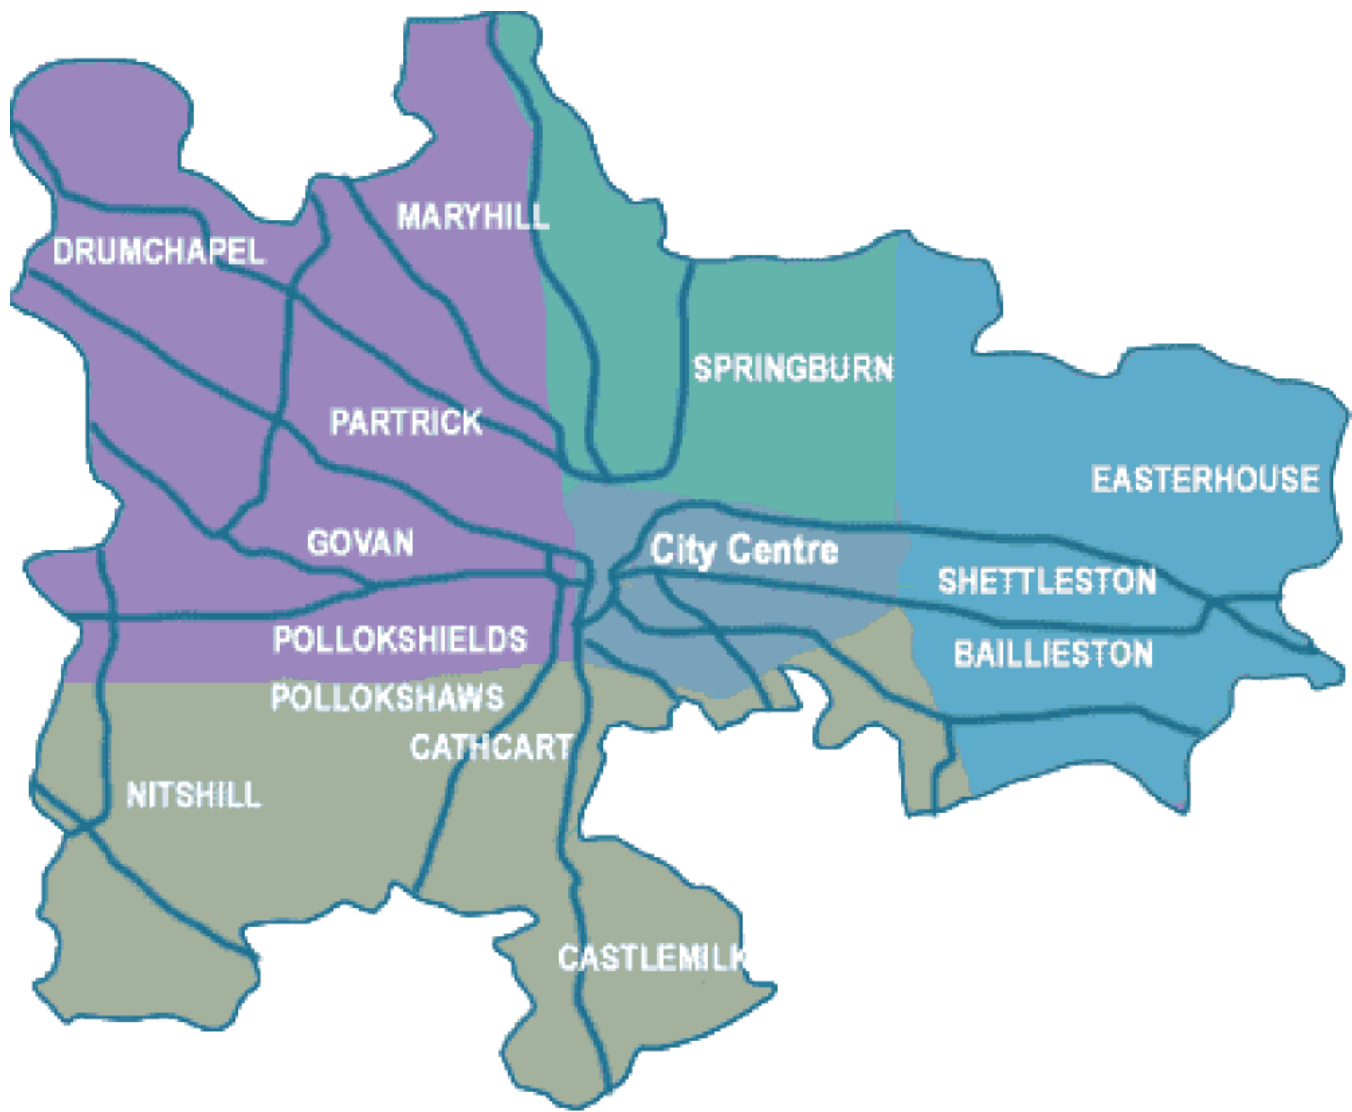 MARYHILL
DRUMCHAPEL
SPRINGBURN
PARTRICK
EASTERHOUSE
GOVAN
City Centre
SHETTLESTON
POLLOKSHIELDS
BAILLIESTON
POLLOKSHAWS
CATHCART
NITSHILL
CASTLEMILK